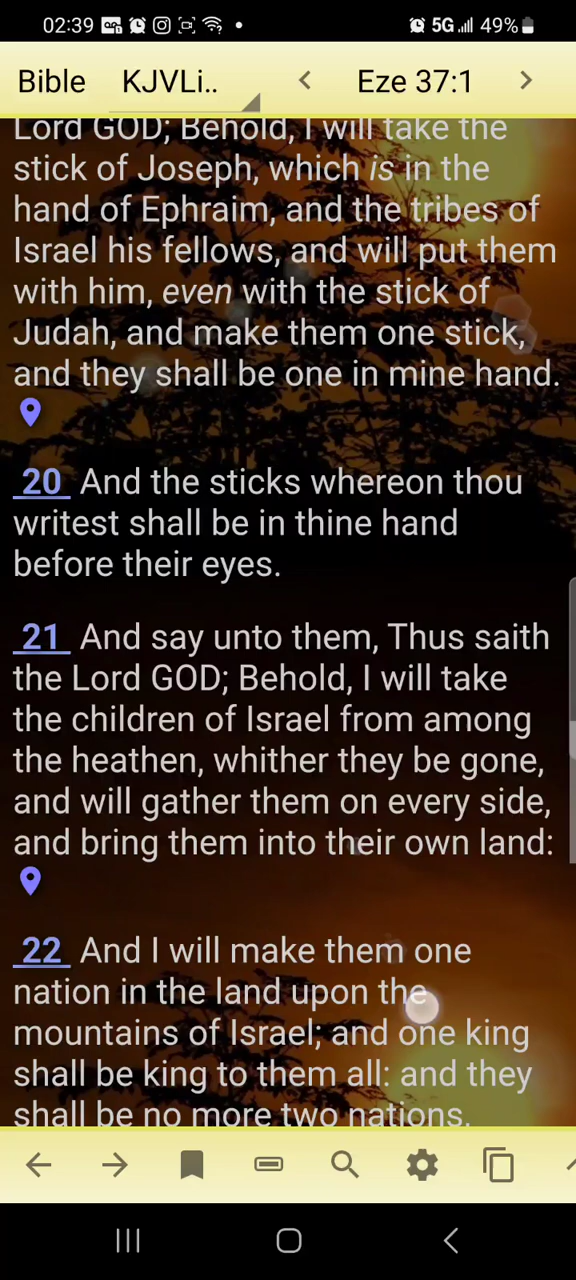 02:39 5G 49%
Bible KJVLi.. Eze 37:1
Lord GOD; Behold, I will take the
stick of Joseph, which is in the
hand of Ephraim, and the tribes of
Israel his fellows, and will put them
with him, even with the stick of
Judah, and make them one stick,
and they shall be one in mine hand.
20 And the sticks whereon thou
writest shall be in thine hand
before their eyes.
21 And say unto them, Thus saith
the Lord GOD; Behold, I will take
the children of Israel from among
the heathen, whither they be gone,
and will gather them on every side,
and bring them into their own land:
22 And I will make them one
nation in the land upon the
mountains of Israel; and one king
shall be king to them all: and they
shall be no more two nations,